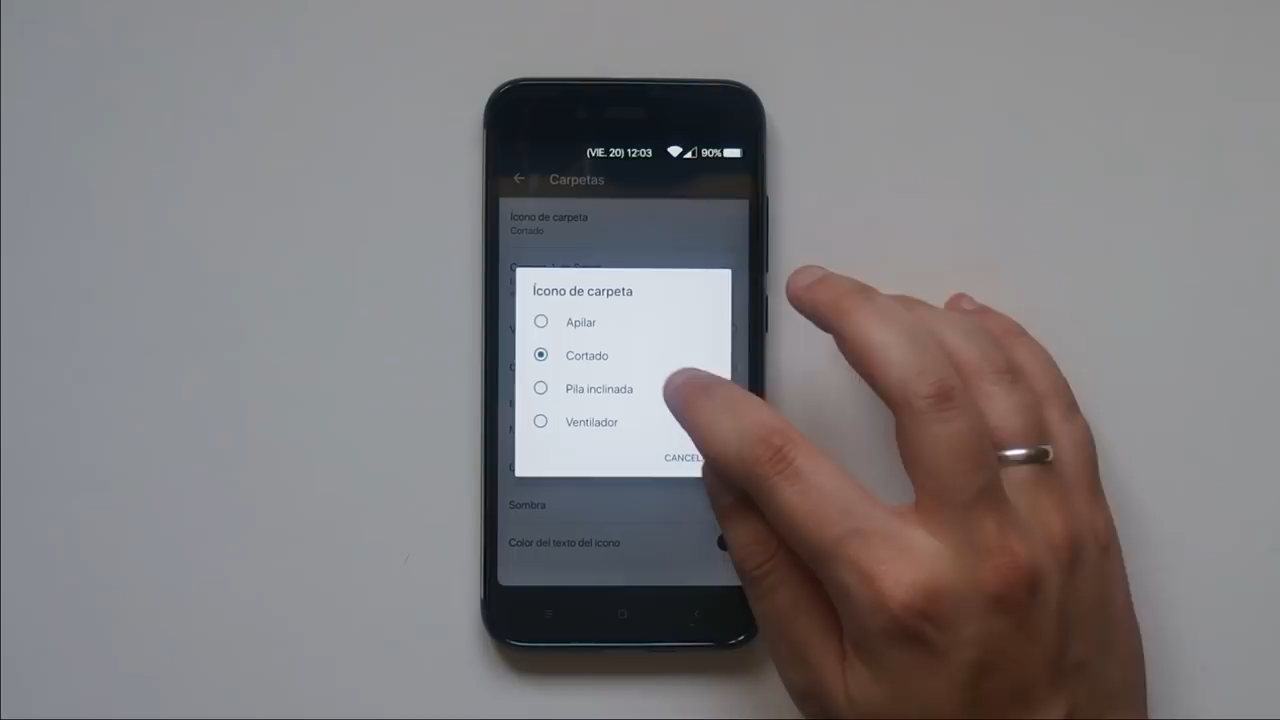 (VIE. 20) 12:03 90%
Carpetas
Ícono de carpeta
Cortado
Ícono de carpeta
Apilar
Cortado
Pila inclinada
Ventilador
Sombra
Color del texto del ícono